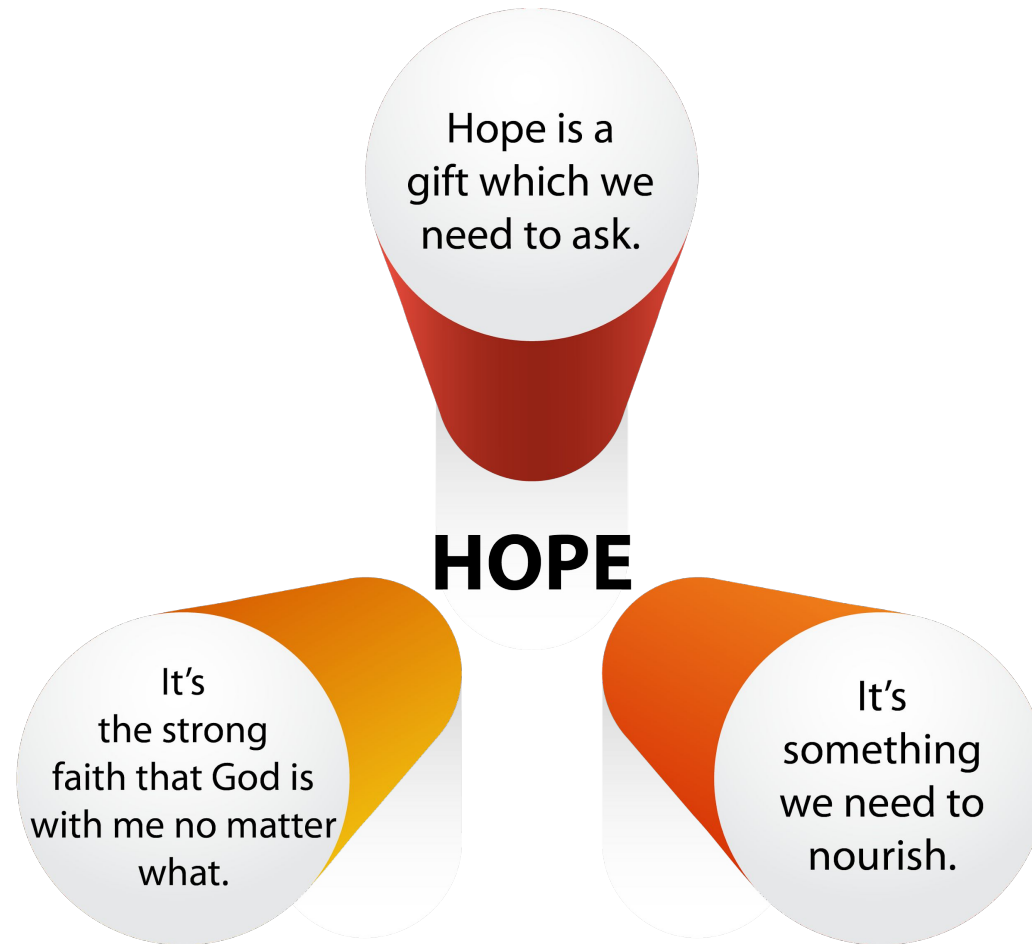 Hope is a
gift which we
need to ask.
HOPE
It’s
the strong
faith that God is
with me no matter
what.
It’s
something
we need to
nourish.